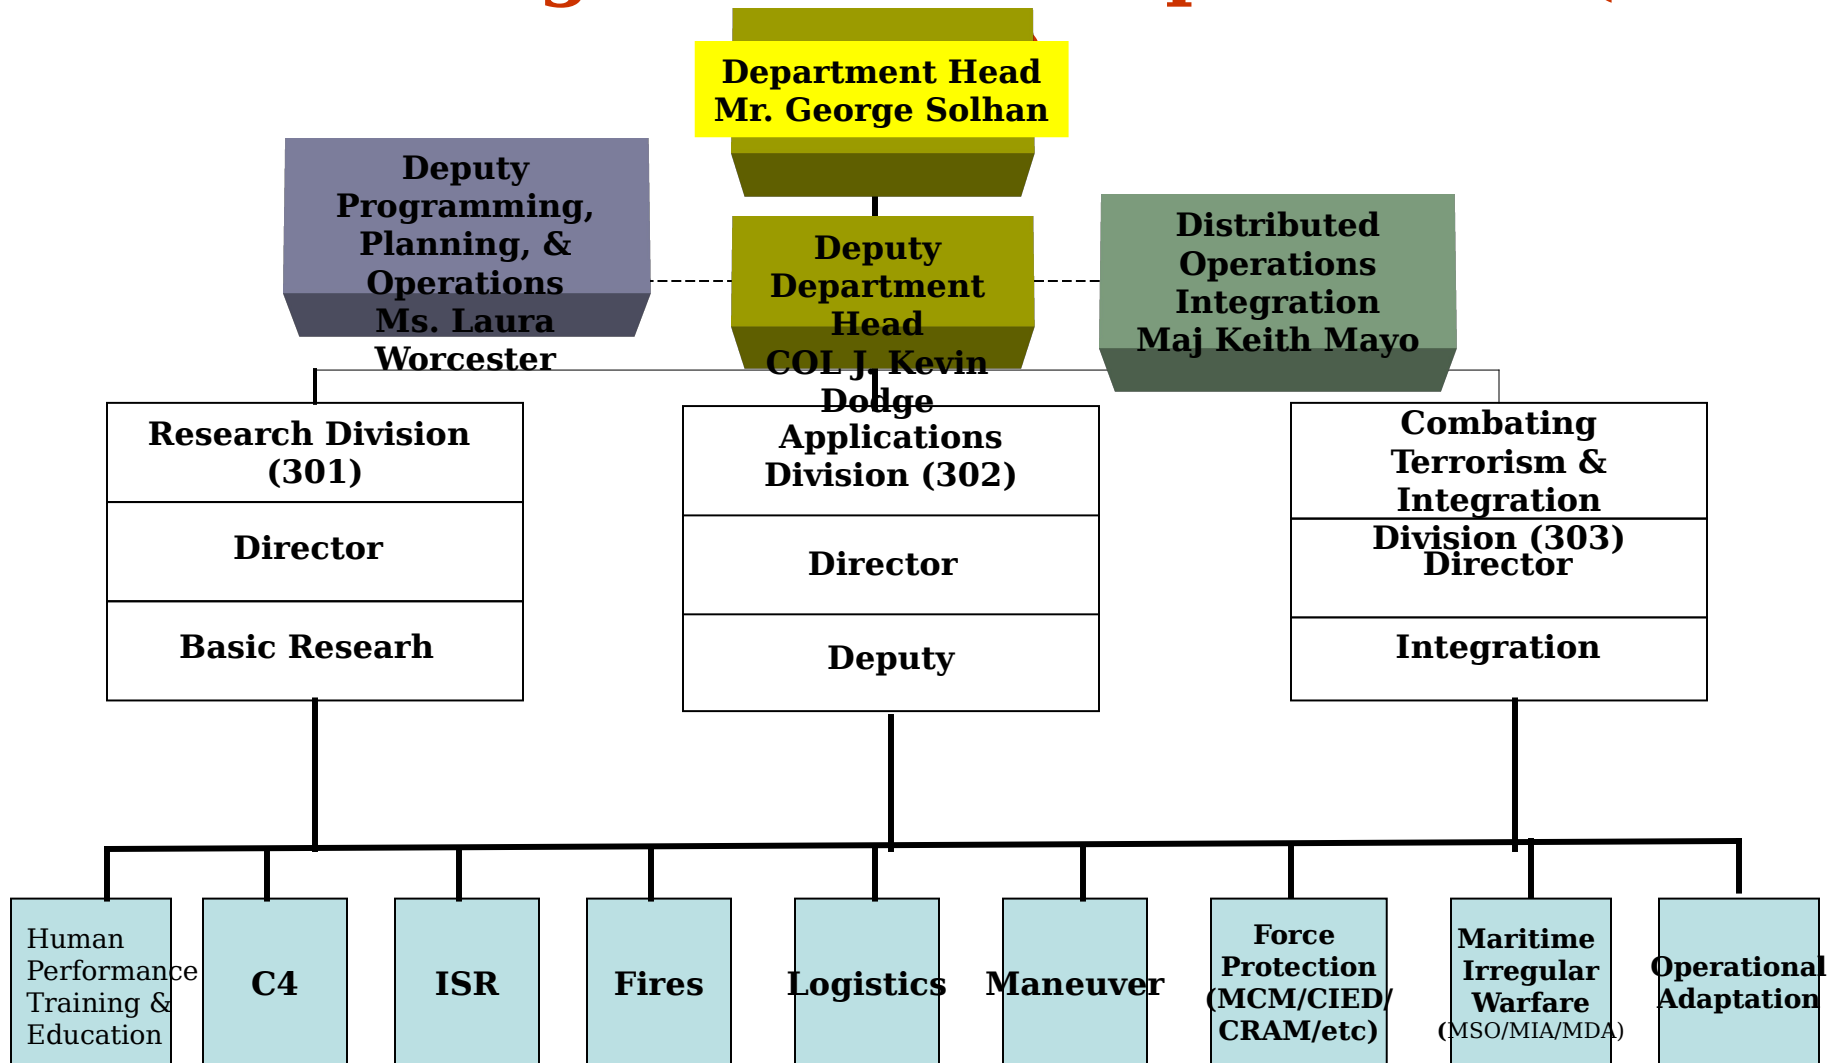 Department Head
Mr. George Solhan
Deputy
Programming,
Planning, &
Operations
Ms. Laura
Worcester
Deputy
Department
Head
COL J. Kevin
Dodge
Distributed
Operations
Integration
Maj Keith Mayo
Research Division
(301)
Director
Basic Researh
Applications
Division (302)
Director
Deputy
Combating
Terrorism &
Integration
Division (303)
Director
Integration
Human
Performance
Training &
Education
C4
ISR
Fires
Logistics
Maneuver
Force
Protection
(MCM/CIED/
CRAM/etc)
Maritime
Irregular
Warfare
(MSO/MIA/MDA)
Operational
Adaptation